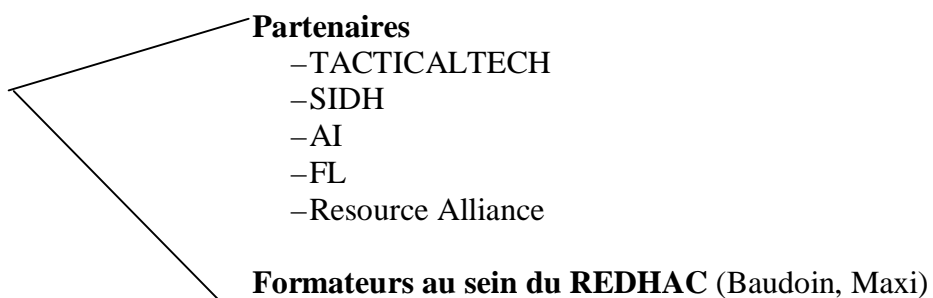 Partenaires
–TACTICALTECH
–SIDH
–AI
–FL
–Resource Alliance
Formateurs au sein du REDHAC (Baudoin, Maxi)